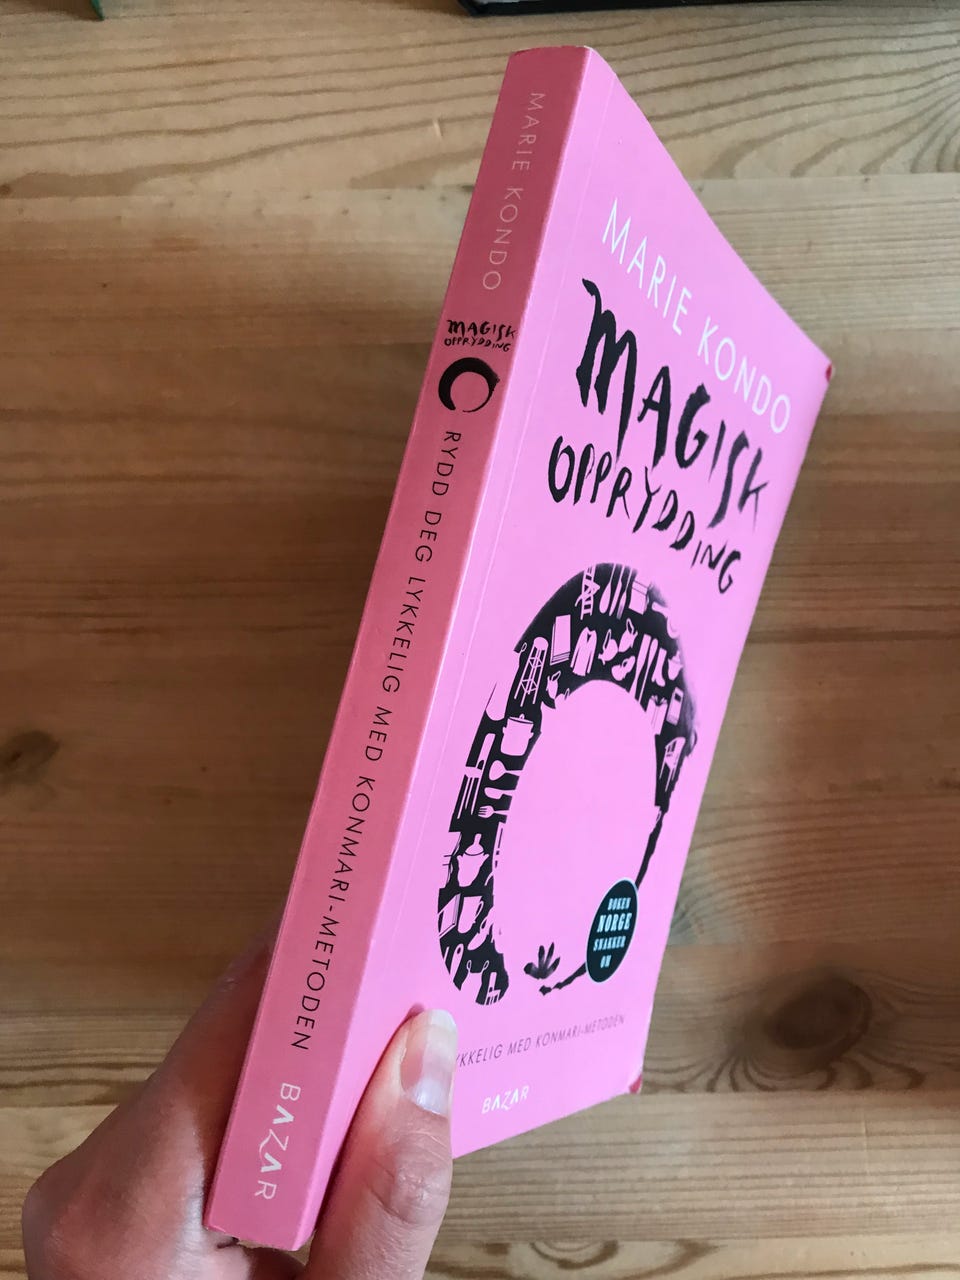 MARIE KONDO
MAGISK
OPPRYDDING
RYDD DEG LYKKELIG MED KONMARI-METODEN
BAZAR
MARIE KONDO
MAGISK
OPPRYDDING
BOKEN
NORGE
SNAKKER
OM
YKKELIG MED KONMARI-METODEN
BAZAR